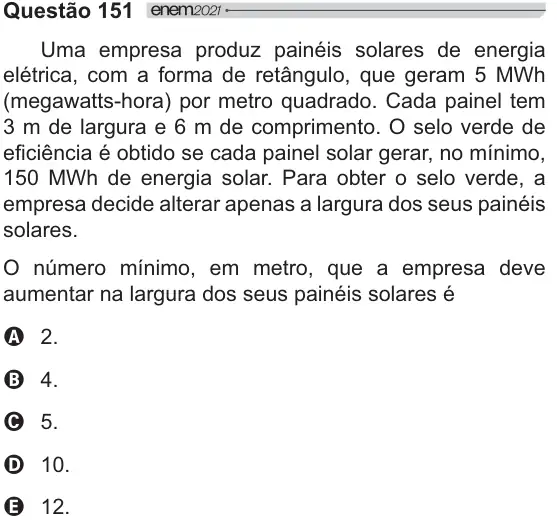 Questão 151 enem2021
Uma empresa produz painéis solares de energia
elétrica, com a forma de retângulo, que geram 5 MWh
(megawatts-hora) por metro quadrado. Cada painel tem
3 m de largura e 6 m de comprimento. O selo verde de
eficiência é obtido se cada painel solar gerar, no mínimo,
150 MWh de energia solar. Para obter o selo verde, a
empresa decide alterar apenas a largura dos seus painéis
solares.
O número mínimo, em metro, que a empresa deve
aumentar na largura dos seus painéis solares é
A 2.
B 4.
C 5.
D 10.
E 12.